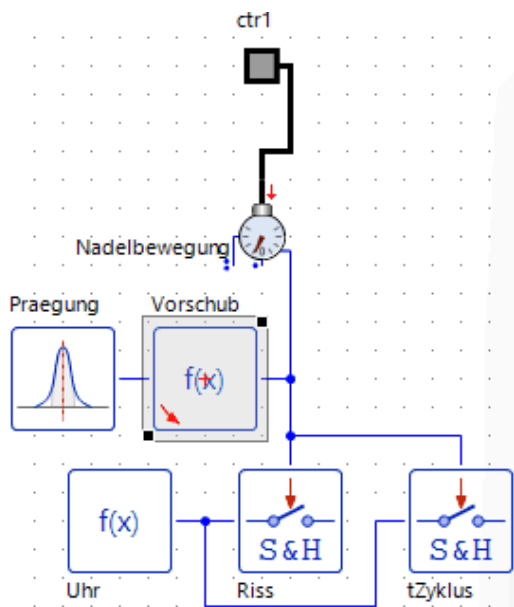 ctr1
Nadelbewegung
Praegung
Vorschub
f(x)
f(x)
S&H
S&H
Uhr
Riss
tZyklus